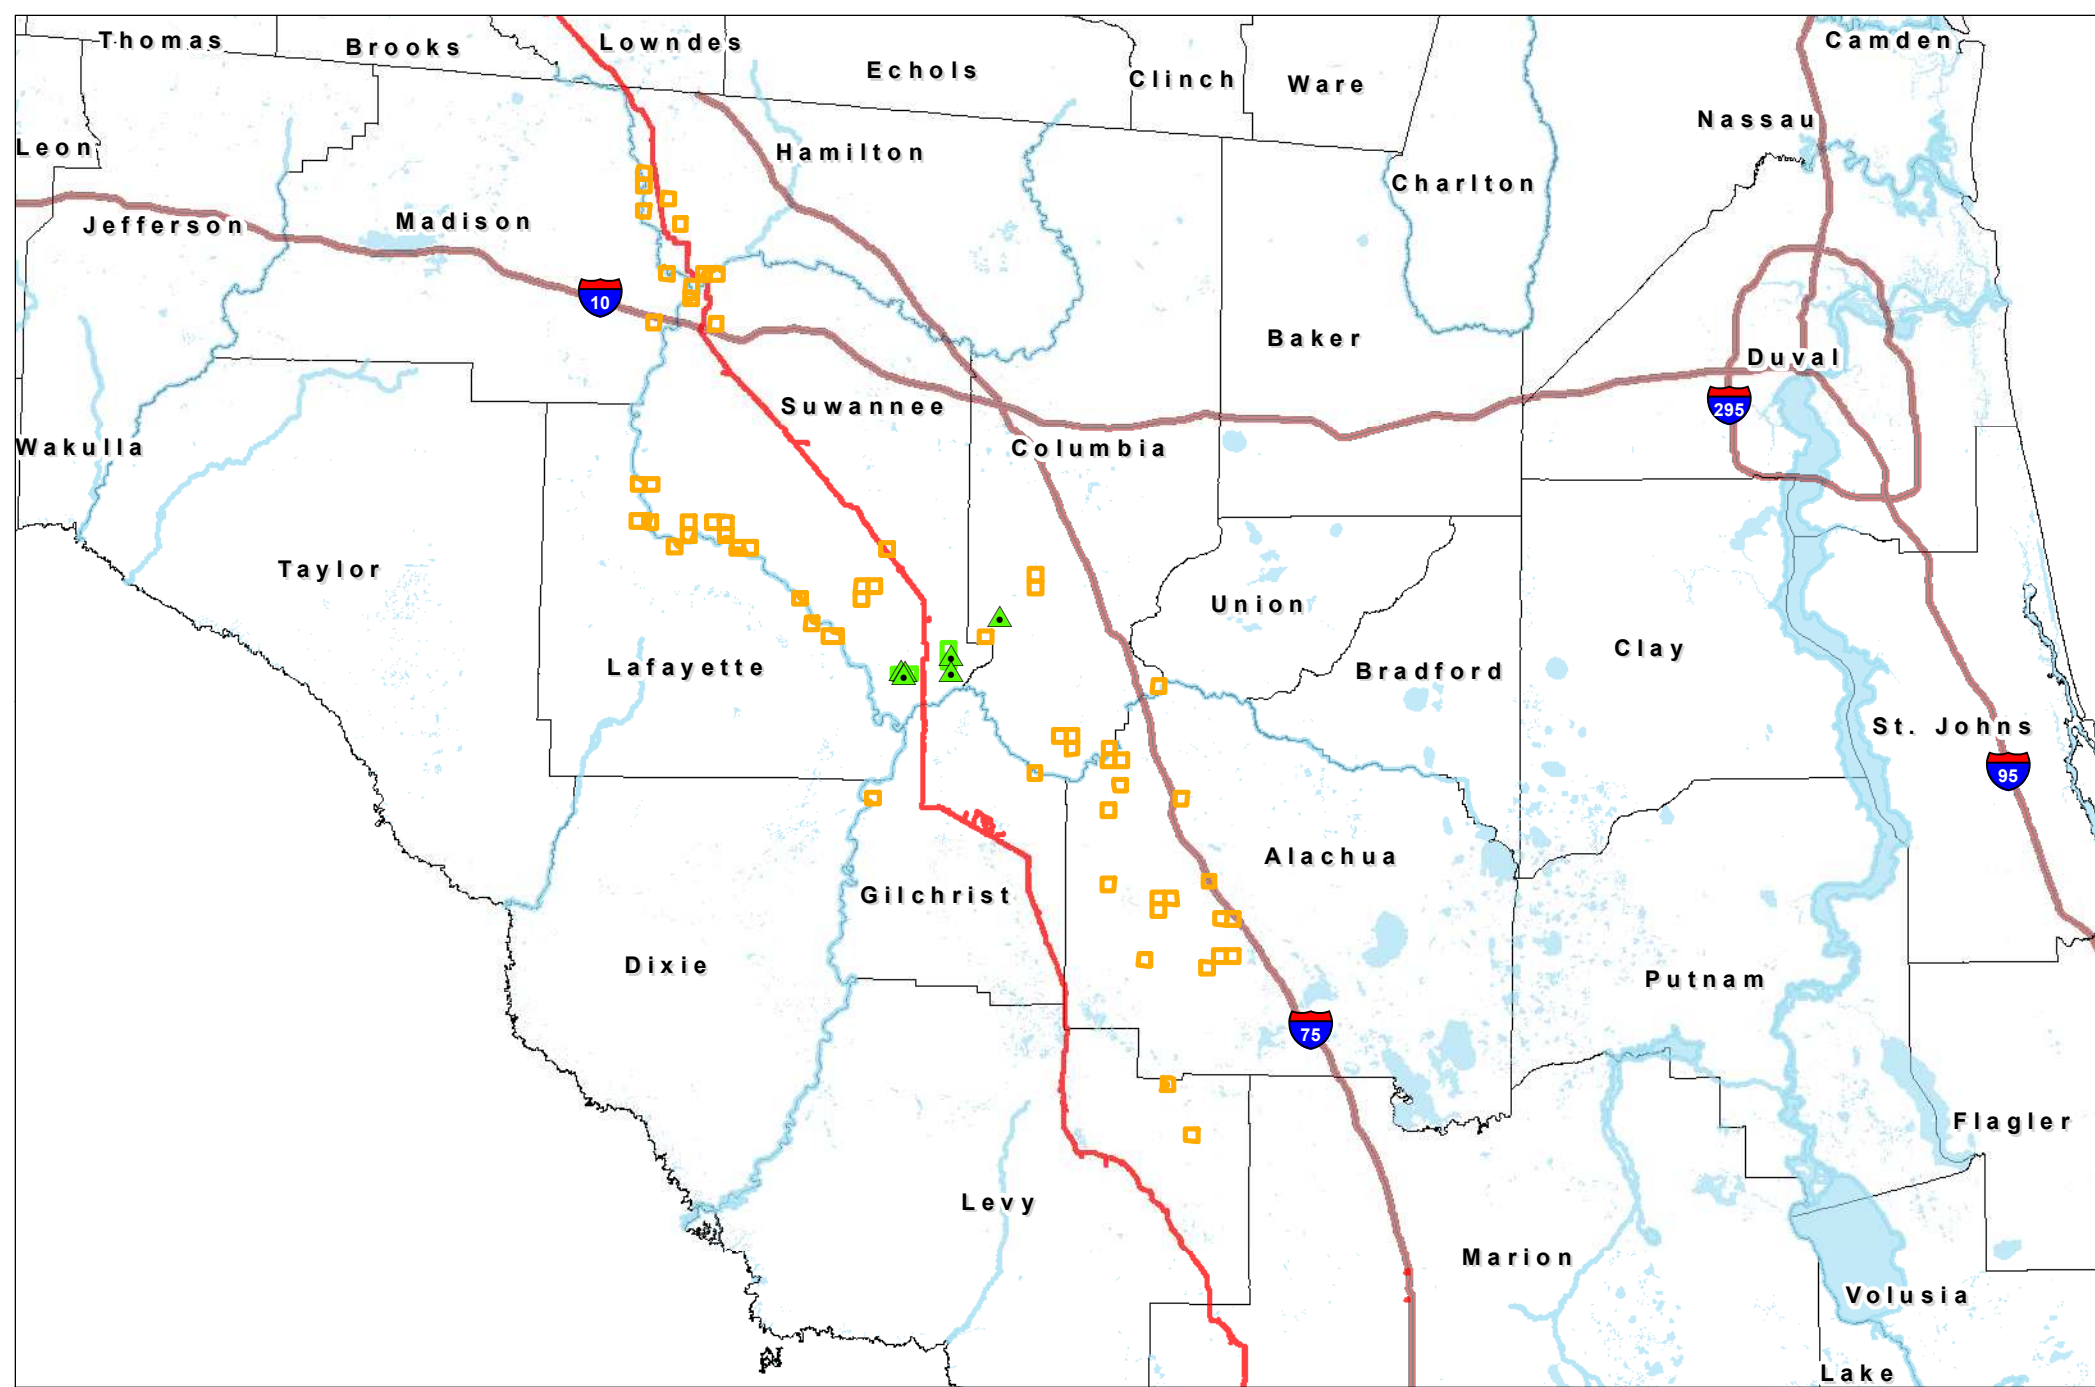 Thomas
Brooks
Lowndes
Camden
Echols
Clinch
Ware
Nassau
Leon
Hamilton
Charlton
Jefferson
Madison
10
Baker
Duval
Suwannee
295
Wakulla
Columbia
Taylor
Union
Clay
Lafayette
Bradford
St. Johns
95
Alachua
Gilchrist
Dixie
Putnam
75
Flagler
Levy
Marion
Volusia
Lake